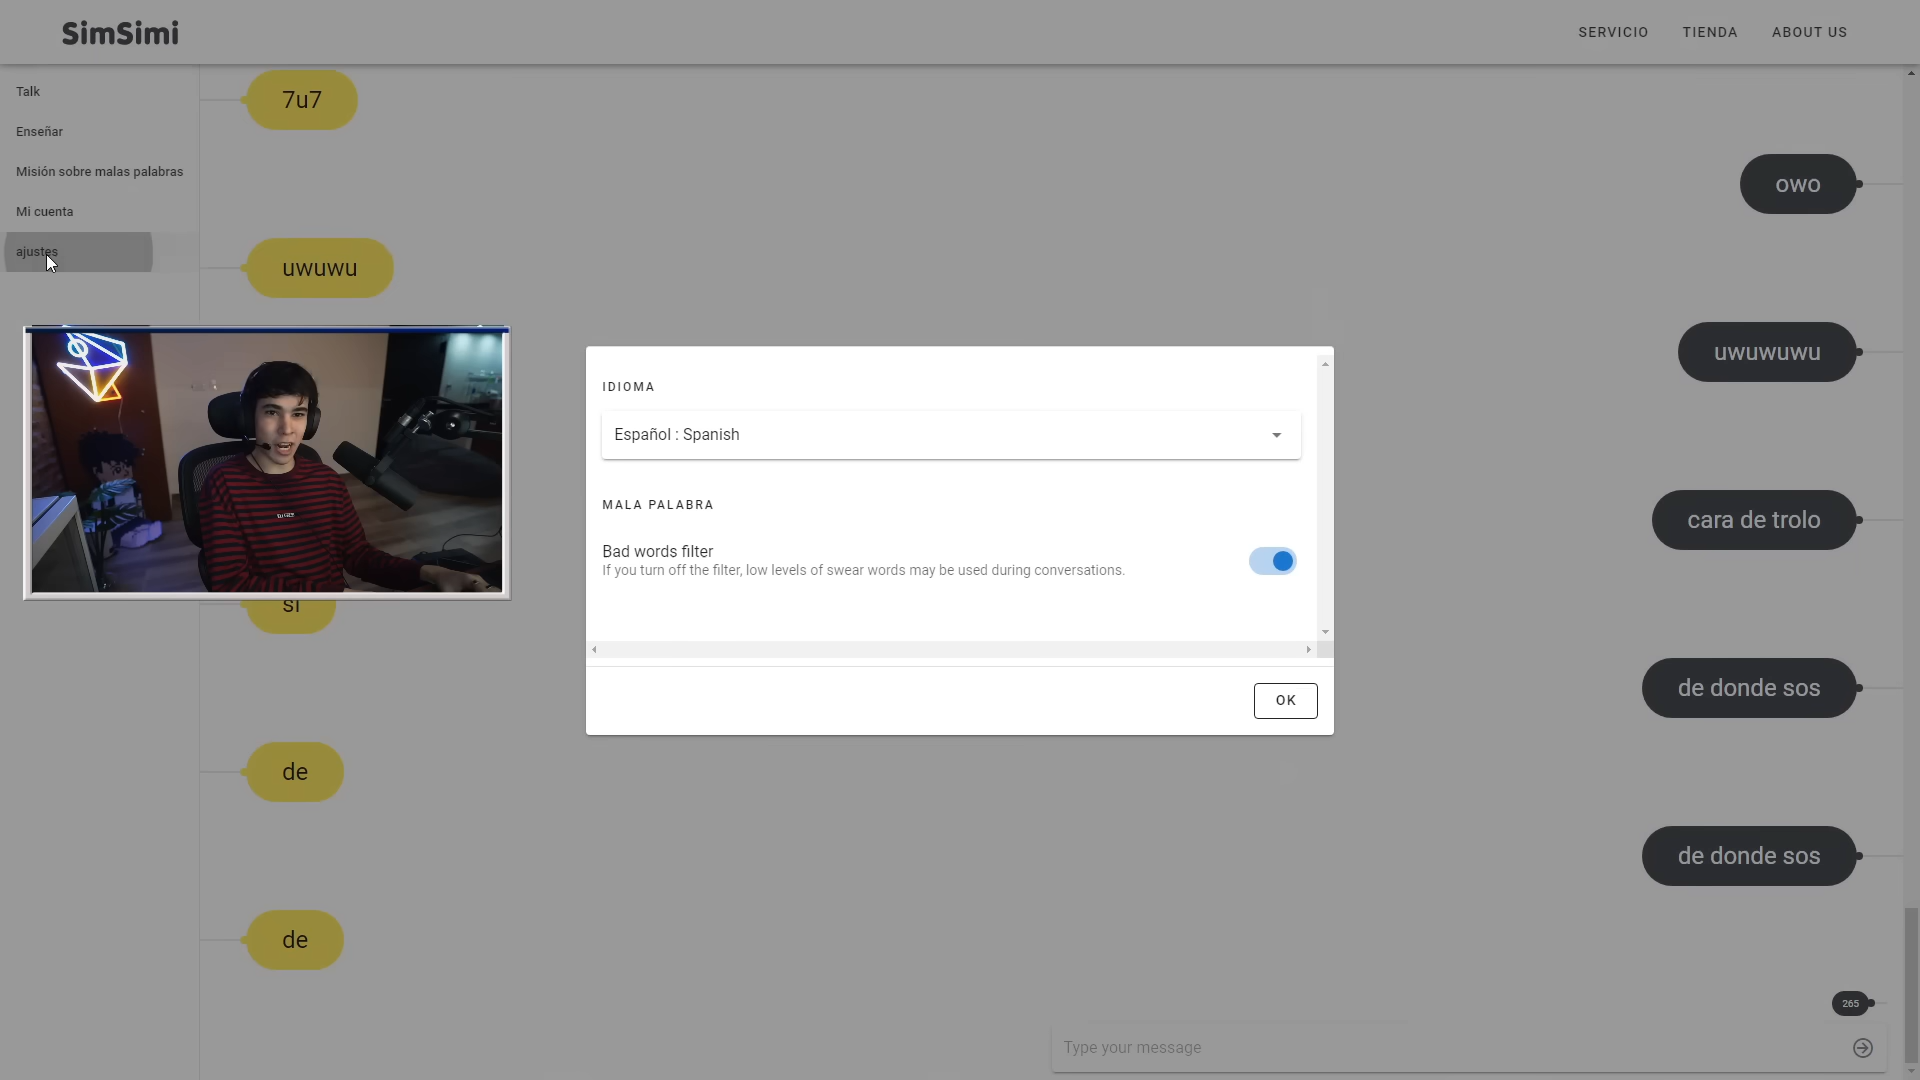 SimSimi
SERVICIO
TIENDA
ABOUT US
Talk
Enseñar
Misión sobre malas palabras
Mi cuenta
ajustes
7u7
owo
uwuwu
uwuwuwu
cara de trolo
si
de donde sos
de
de donde sos
de
IDIOMA
Español : Spanish
MALA PALABRA
Bad words filter
If you turn off the filter, low levels of swear words may be used during conversations.
OK
265
Type your message